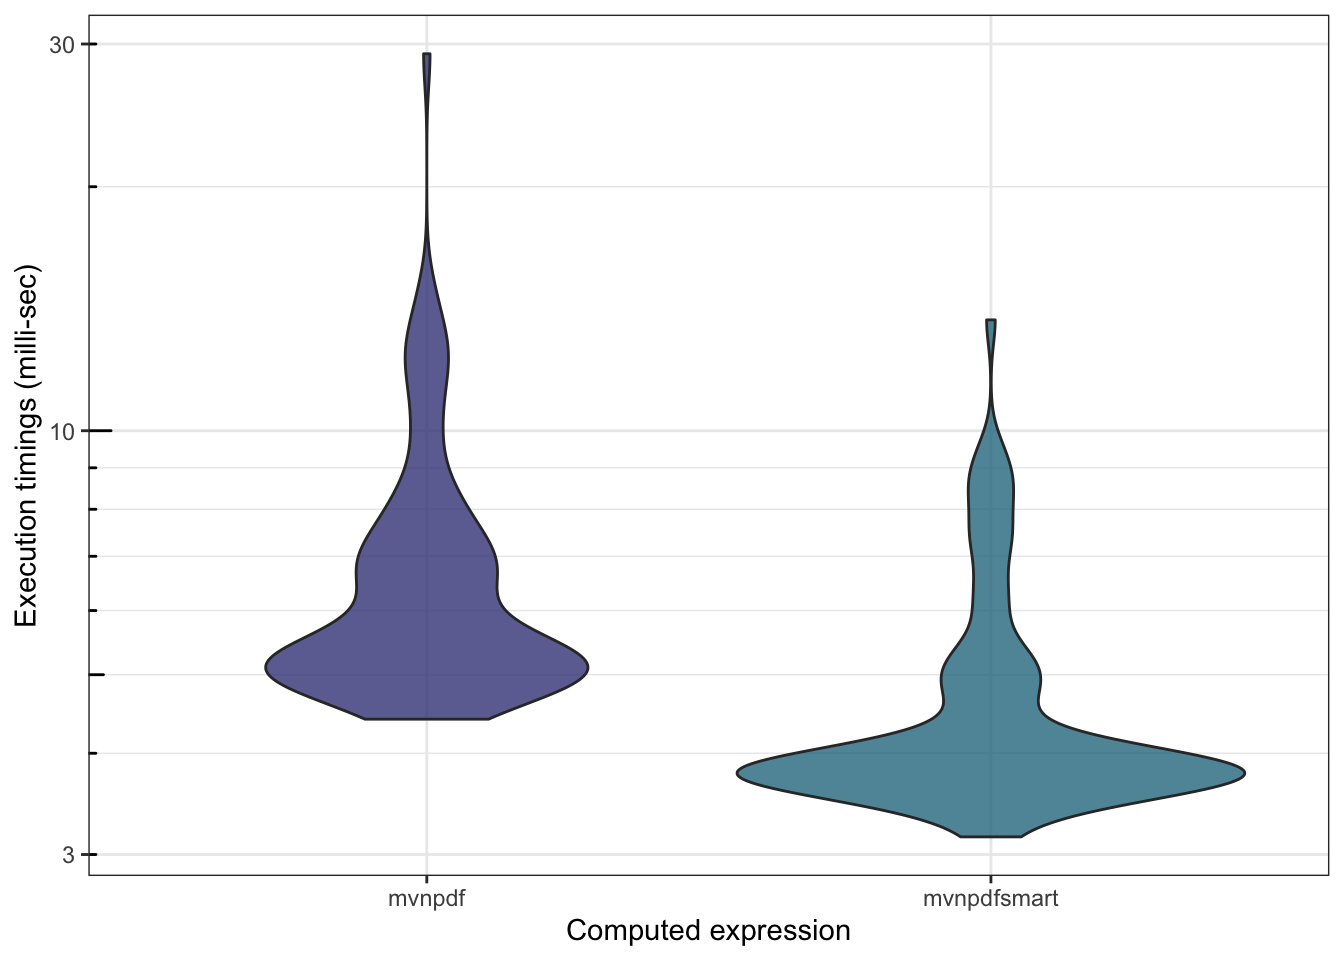 Execution timings (milli-sec)
30
10
3
mvnpdf
mvnpdfsmart
Computed expression